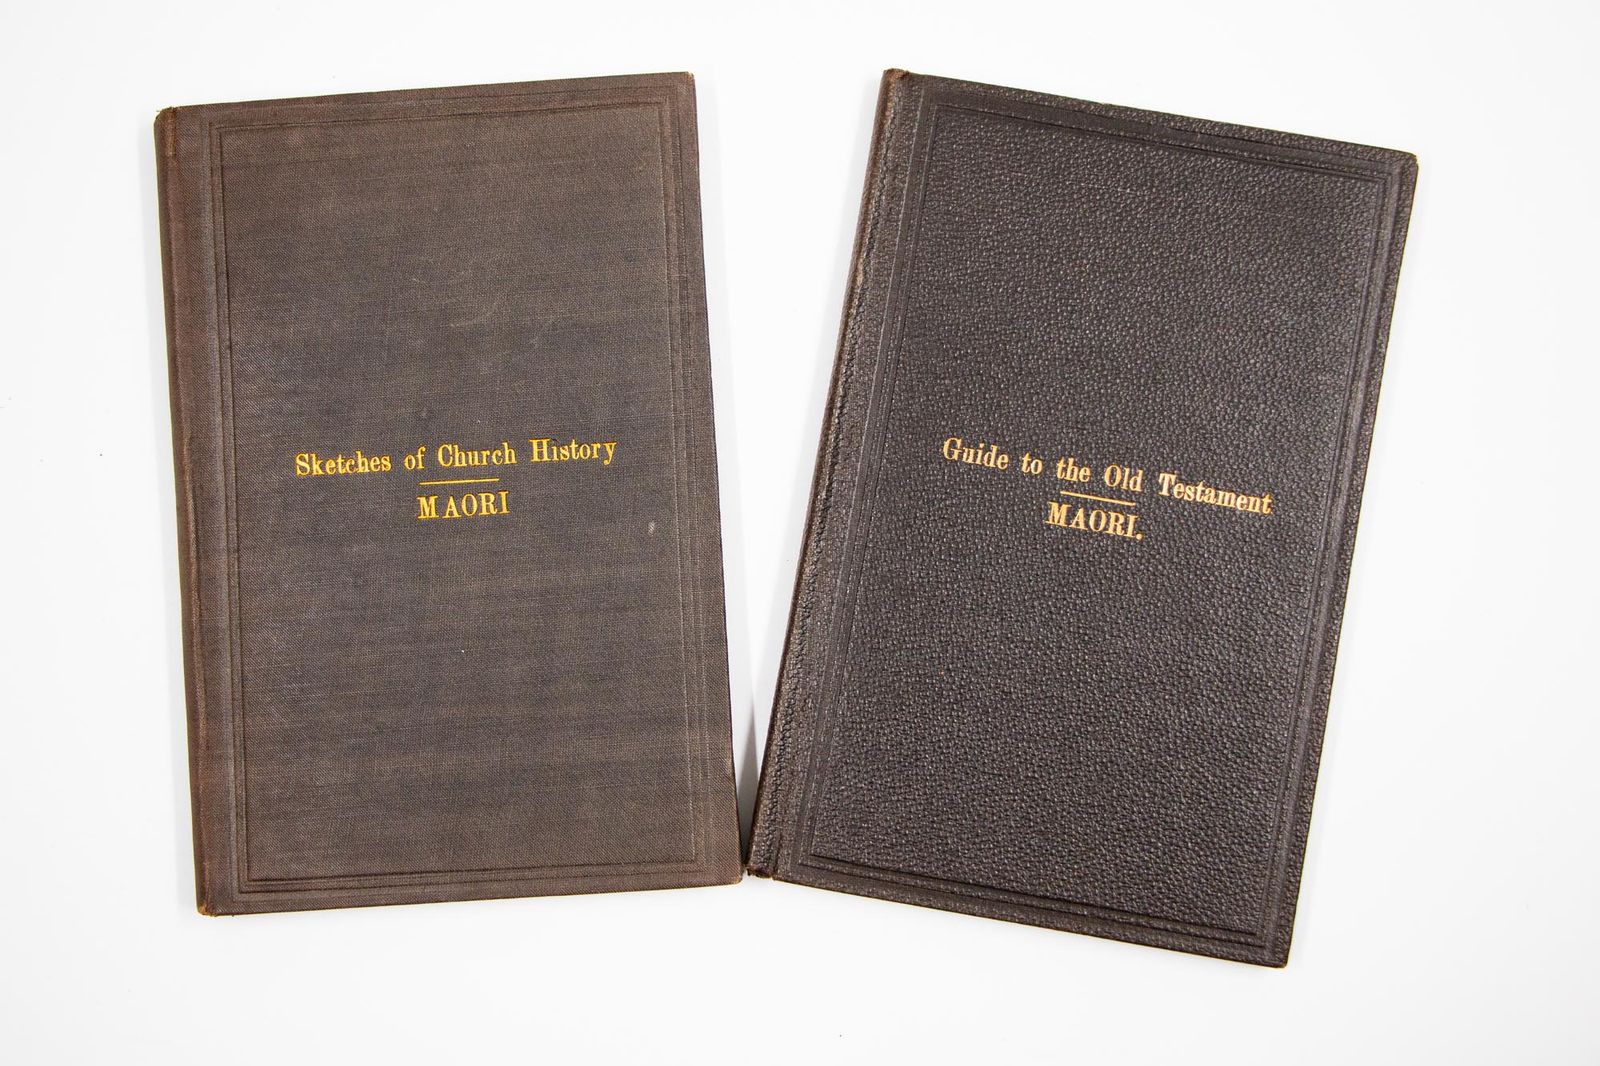 Sketches of Church History
MAORI
Guide to the Old Testament
MAORI.